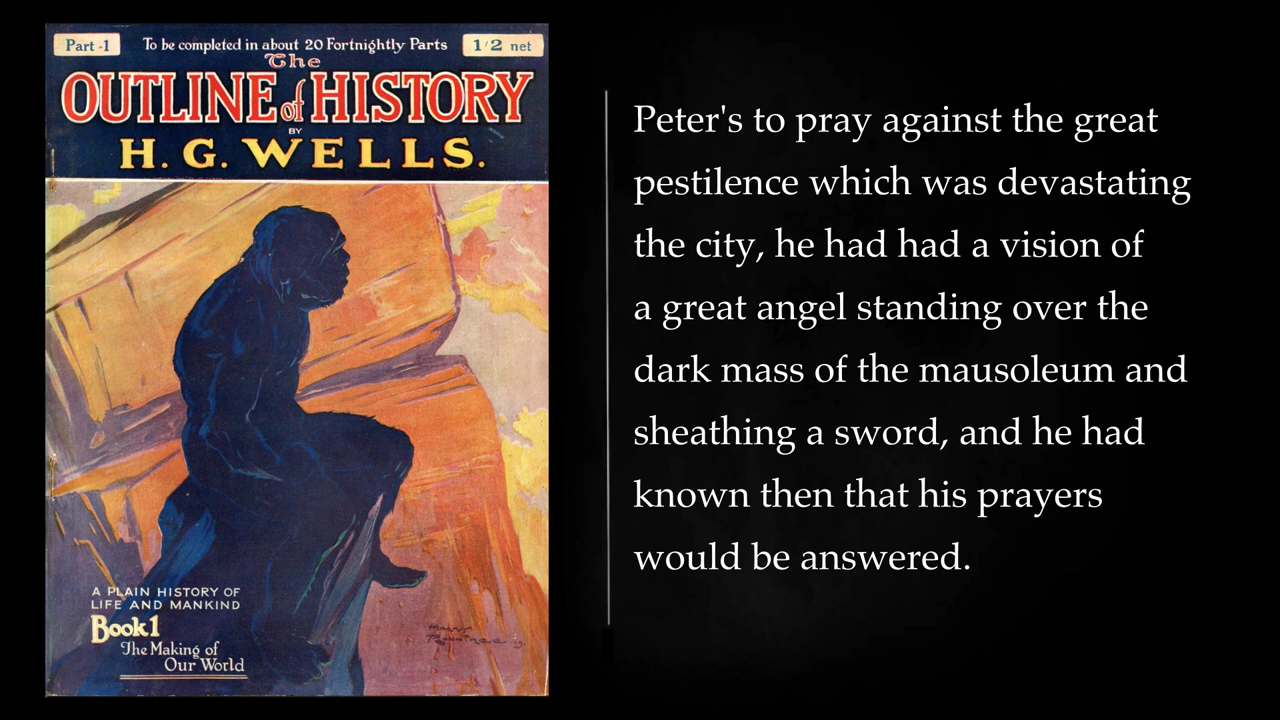 Part -1
To be completed in about 20 Fortnightly Parts
1/2 net
The
OUTLINE of HISTORY
BY
H. G. WELLS.
A PLAIN HISTORY OF
LIFE AND MANKIND
Book 1
The Making of
Our World
Peter's to pray against the great
pestilence which was devastating
the city, he had had a vision of
a great angel standing over the
dark mass of the mausoleum and
sheathing a sword, and he had
known then that his prayers
would be answered.